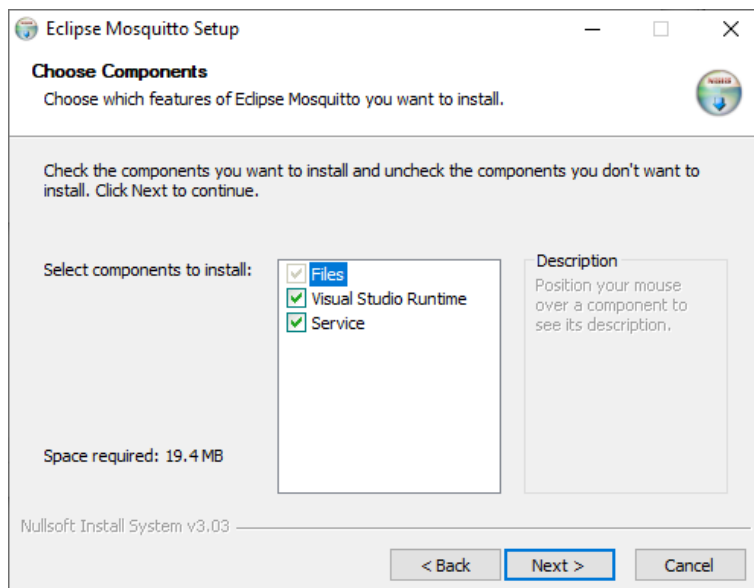 Eclipse Mosquitto Setup
Choose Components
Choose which features of Eclipse Mosquitto you want to install.
Check the components you want to install and uncheck the components you don't want to
install. Click Next to continue.
Select components to install:
Files
Visual Studio Runtime
Service
Description
Position your mouse
over a component to
see its description.
Space required: 19.4 MB
Nullsoft Install System v3.03
< Back
Next >
Cancel